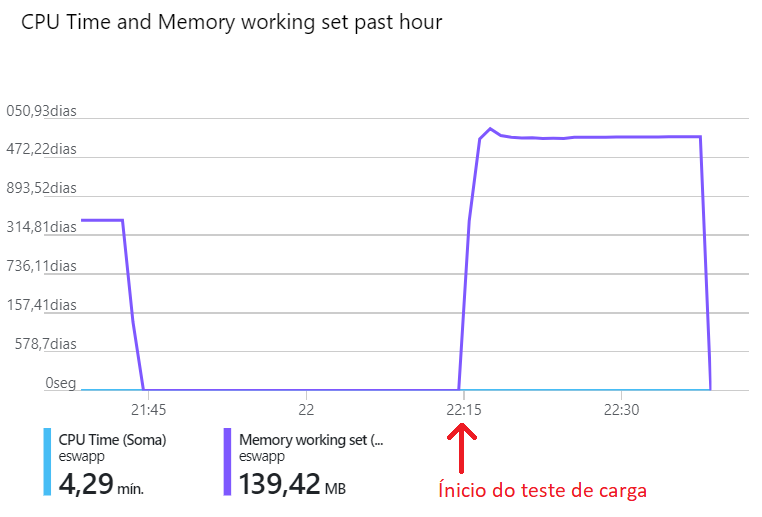 CPU Time and Memory working set past hour
050,93dias
472,22dias
893,52dias
314,81dias
736,11dias
157,41dias
578,7dias
0seg
21:45 22 22:15 22:30
CPU Time (Soma) Memory working set (...
eswapp eswapp
4,29 mín. 139,42 MB
Ínicio do teste de carga